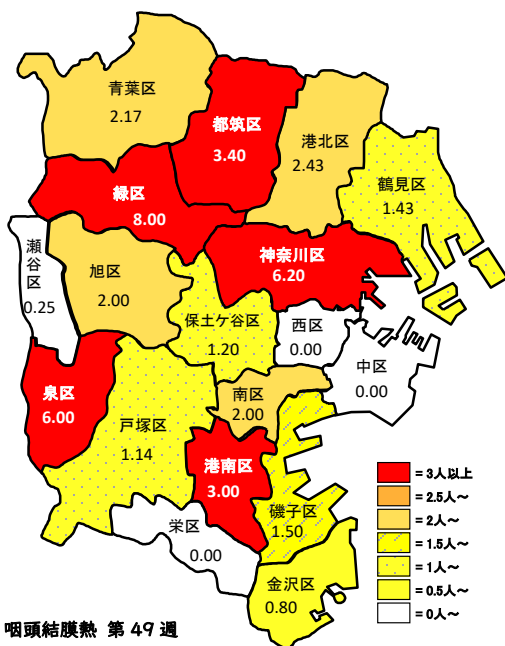 青葉区
2.17
都筑区
3.40
港北区
2.43
鶴見区
1.43
緑区
8.00
神奈川区
6.20
瀬谷区
0.25
旭区
2.00
保土ケ谷区
1.20
西区
0.00
中区
0.00
泉区
6.00
戸塚区
1.14
南区
2.00
港南区
3.00
磯子区
1.50
栄区
0.00
金沢区
0.80
= 3人以上
= 2.5人～
= 2人～
= 1.5人～
= 1人～
= 0.5人～
= 0人～
咽頭結膜熱 第49週